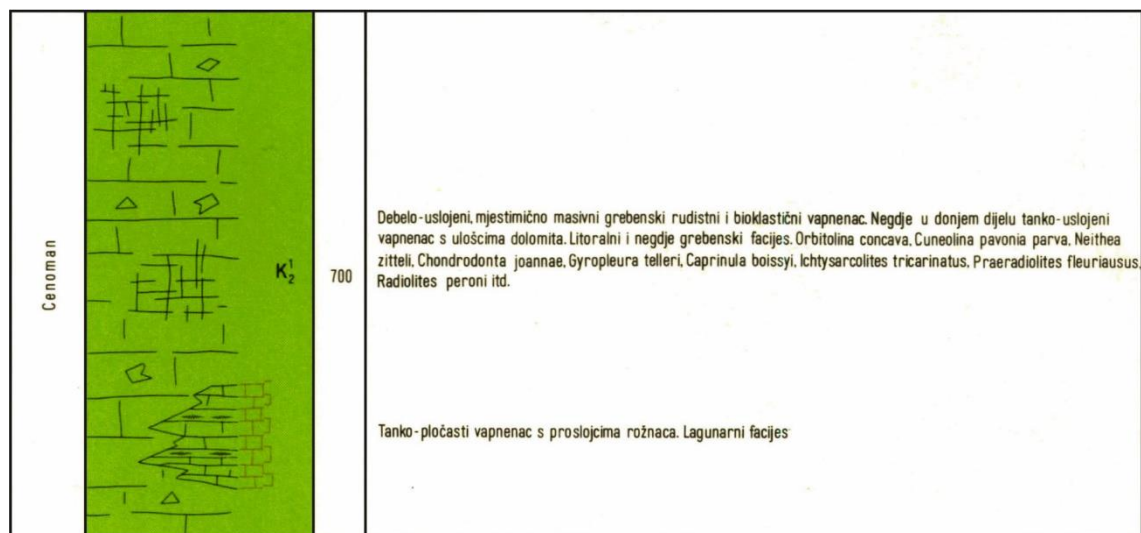 Cenoman
K₂¹
700
Debelo-uslojeni, mjestimično masivni grebenski rudistni i bioklastični vapnenac. Negdje u donjem dijelu tanko-uslojeni
vapnenac s ulošcima dolomita. Litoralni i negdje grebenski facijes. Orbitolina concava, Cuneolina pavonia parva, Neithea
zitteli, Chondrodonta joannae, Gyropleura telleri, Caprinula boissyi, Ichtysarcolites tricarinatus, Praeradiolites fleuriausus,
Radiolites peroni itd.
Tanko-pločasti vapnenac s proslojcima rožnaca. Lagunarni facijes